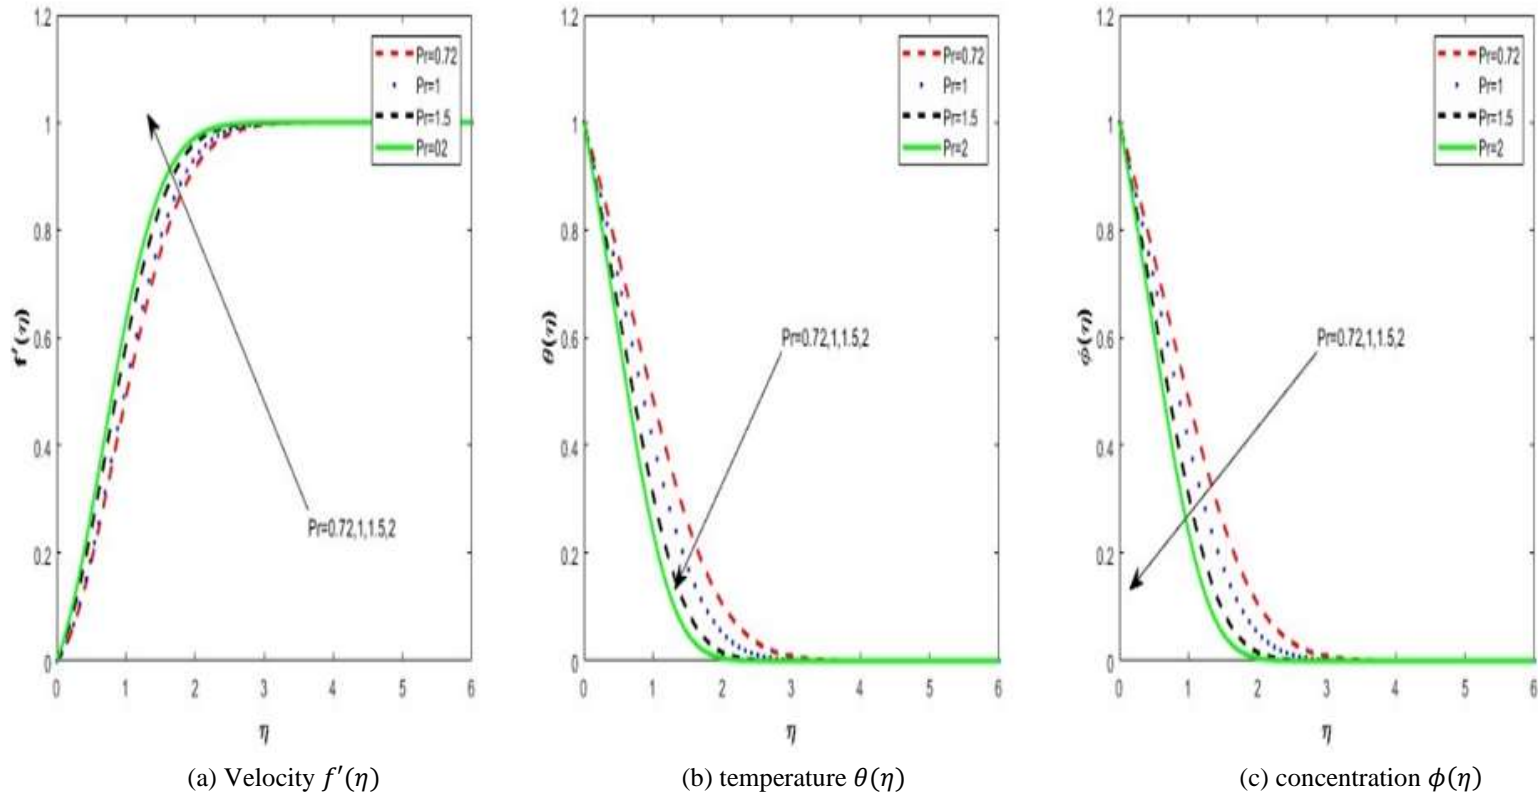 1.2
1
0.8
0.6
0.4
0.2
0
f'(η)
0 1 2 3 4 5 6
η
Pr=0.72
Pr=1
Pr=1.5
Pr=02
Pr=0.72,1,1.5,2
(a) Velocity f′(η)
1.2
1
0.8
0.6
0.4
0.2
0
θ(η)
0 1 2 3 4 5 6
η
Pr=0.72
Pr=1
Pr=1.5
Pr=2
Pr=0.72,1,1.5,2
(b) temperature θ(η)
1.2
1
0.8
0.6
0.4
0.2
0
ϕ(η)
0 1 2 3 4 5 6
η
Pr=0.72
Pr=1
Pr=1.5
Pr=2
Pr=0.72,1,1.5,2
(c) concentration ϕ(η)